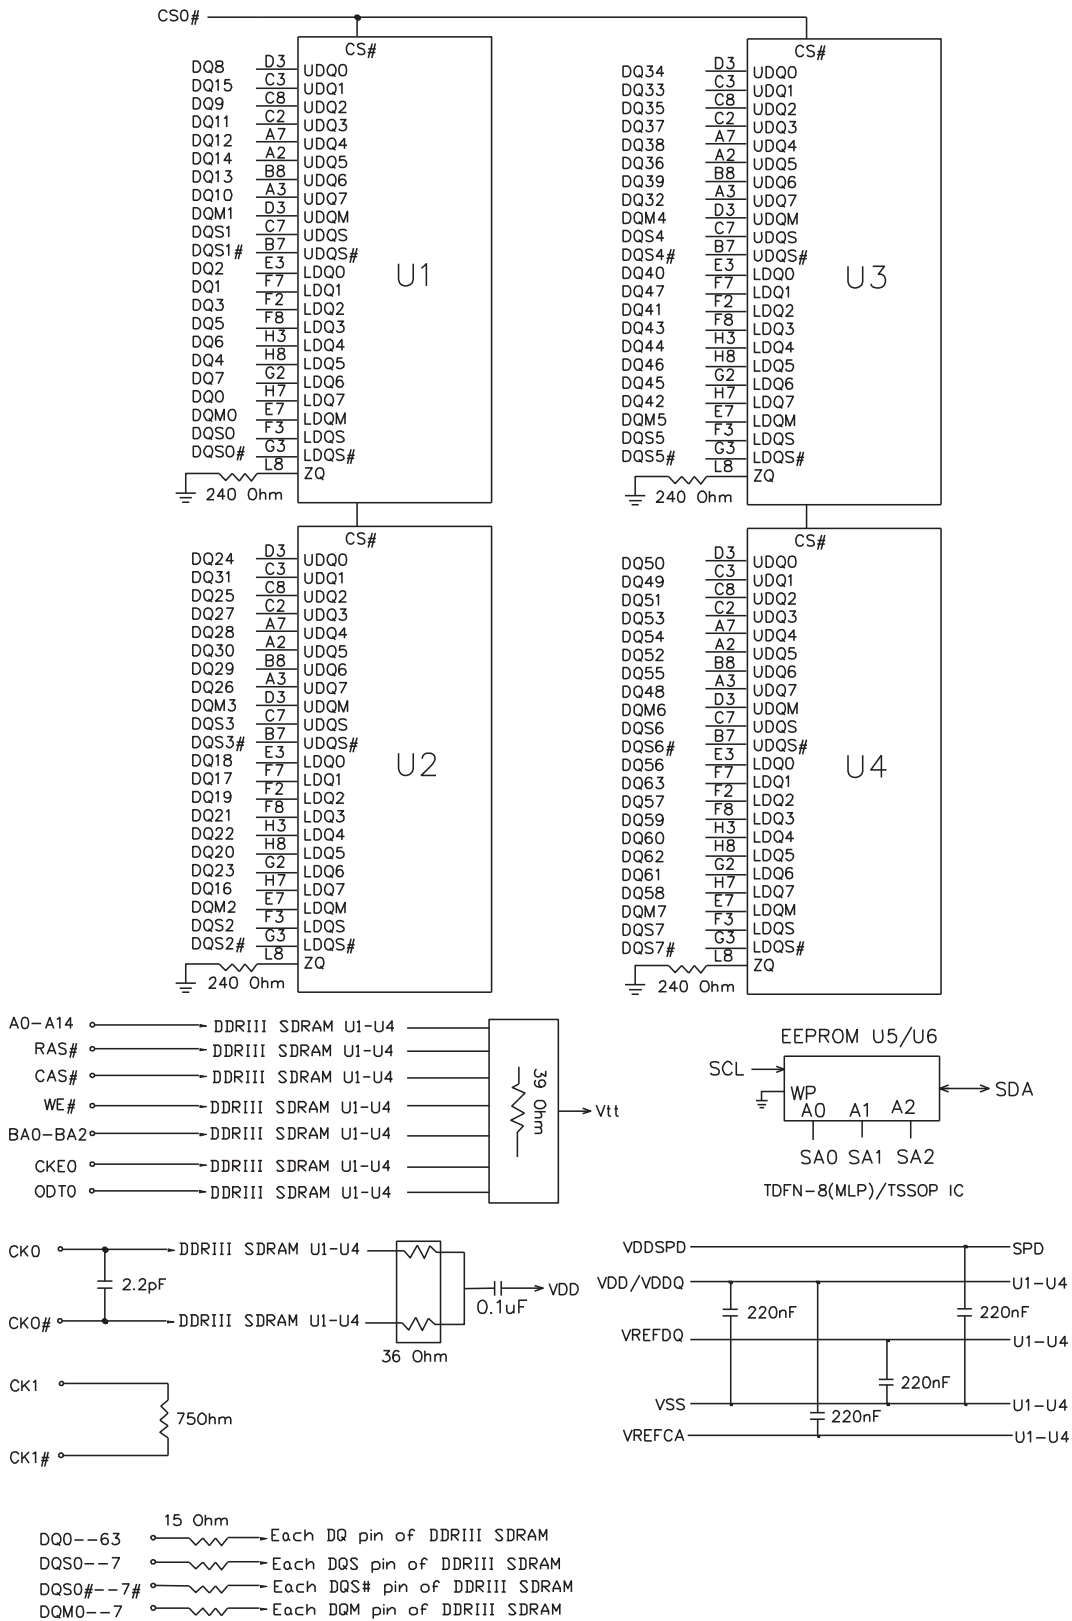 CS0#
CS#
DQ8 D3 UDQ0
DQ15 C3 UDQ1
DQ9 C8 UDQ2
DQ11 C2 UDQ3
DQ12 A7 UDQ4
DQ14 A2 UDQ5
DQ13 B8 UDQ6
DQ10 A3 UDQ7
DQM1 D3 UDQM
DQS1 C7 UDQS
DQS1# B7 UDQS#
DQ2 E3 LDQ0
DQ1 F7 LDQ1
DQ3 F2 LDQ2
DQ5 F8 LDQ3
DQ6 H3 LDQ4
DQ4 H8 LDQ5
DQ7 G2 LDQ6
DQ0 H7 LDQ7
DQM0 E7 LDQM
DQS0 F3 LDQS
DQS0# G3 LDQS#
L8 ZQ
240 Ohm
U1
CS#
DQ34 D3 UDQ0
DQ33 C3 UDQ1
DQ35 C8 UDQ2
DQ37 C2 UDQ3
DQ38 A7 UDQ4
DQ36 A2 UDQ5
DQ39 B8 UDQ6
DQ32 A3 UDQ7
DQM4 D3 UDQM
DQS4 C7 UDQS
DQS4# B7 UDQS#
DQ40 E3 LDQ0
DQ47 F7 LDQ1
DQ41 F2 LDQ2
DQ43 F8 LDQ3
DQ44 H3 LDQ4
DQ46 H8 LDQ5
DQ45 G2 LDQ6
DQ42 H7 LDQ7
DQM5 E7 LDQM
DQS5 F3 LDQS
DQS5# G3 LDQS#
L8 ZQ
240 Ohm
U3
CS#
DQ24 D3 UDQ0
DQ31 C3 UDQ1
DQ25 C8 UDQ2
DQ27 C2 UDQ3
DQ28 A7 UDQ4
DQ30 A2 UDQ5
DQ29 B8 UDQ6
DQ26 A3 UDQ7
DQM3 D3 UDQM
DQS3 C7 UDQS
DQS3# B7 UDQS#
DQ18 E3 LDQ0
DQ17 F7 LDQ1
DQ19 F2 LDQ2
DQ21 F8 LDQ3
DQ22 H3 LDQ4
DQ20 H8 LDQ5
DQ23 G2 LDQ6
DQ16 H7 LDQ7
DQM2 E7 LDQM
DQS2 F3 LDQS
DQS2# G3 LDQS#
L8 ZQ
240 Ohm
U2
CS#
DQ50 D3 UDQ0
DQ49 C3 UDQ1
DQ51 C8 UDQ2
DQ53 C2 UDQ3
DQ54 A7 UDQ4
DQ52 A2 UDQ5
DQ55 B8 UDQ6
DQ48 A3 UDQ7
DQM6 D3 UDQM
DQS6 C7 UDQS
DQS6# B7 UDQS#
DQ56 E3 LDQ0
DQ63 F7 LDQ1
DQ57 F2 LDQ2
DQ59 F8 LDQ3
DQ60 H3 LDQ4
DQ62 H8 LDQ5
DQ61 G2 LDQ6
DQ58 H7 LDQ7
DQM7 E7 LDQM
DQS7 F3 LDQS
DQS7# G3 LDQS#
L8 ZQ
240 Ohm
U4
A0-A14 DDRIII SDRAM U1-U4
RAS# DDRIII SDRAM U1-U4
CAS# DDRIII SDRAM U1-U4
WE# DDRIII SDRAM U1-U4
BA0-BA2 DDRIII SDRAM U1-U4
CKE0 DDRIII SDRAM U1-U4
ODT0 DDRIII SDRAM U1-U4
39 Ohm
Vtt
EEPROM U5/U6
SCL
WP
SDA
A0 A1 A2
SA0 SA1 SA2
TDFN-8(MLP)/TSSOP IC
CK0 DDRIII SDRAM U1-U4
2.2pF
CK0# DDRIII SDRAM U1-U4
36 Ohm
0.1uF
VDD
CK1
75Ohm
CK1#
VDDSPD SPD
VDD/VDDQ U1-U4
220nF 220nF
VREFDQ U1-U4
220nF
VSS U1-U4
220nF
VREFCA U1-U4
15 Ohm
DQ0--63 Each DQ pin of DDRIII SDRAM
DQS0--7 Each DQS pin of DDRIII SDRAM
DQS0#--7# Each DQS# pin of DDRIII SDRAM
DQM0--7 Each DQM pin of DDRIII SDRAM